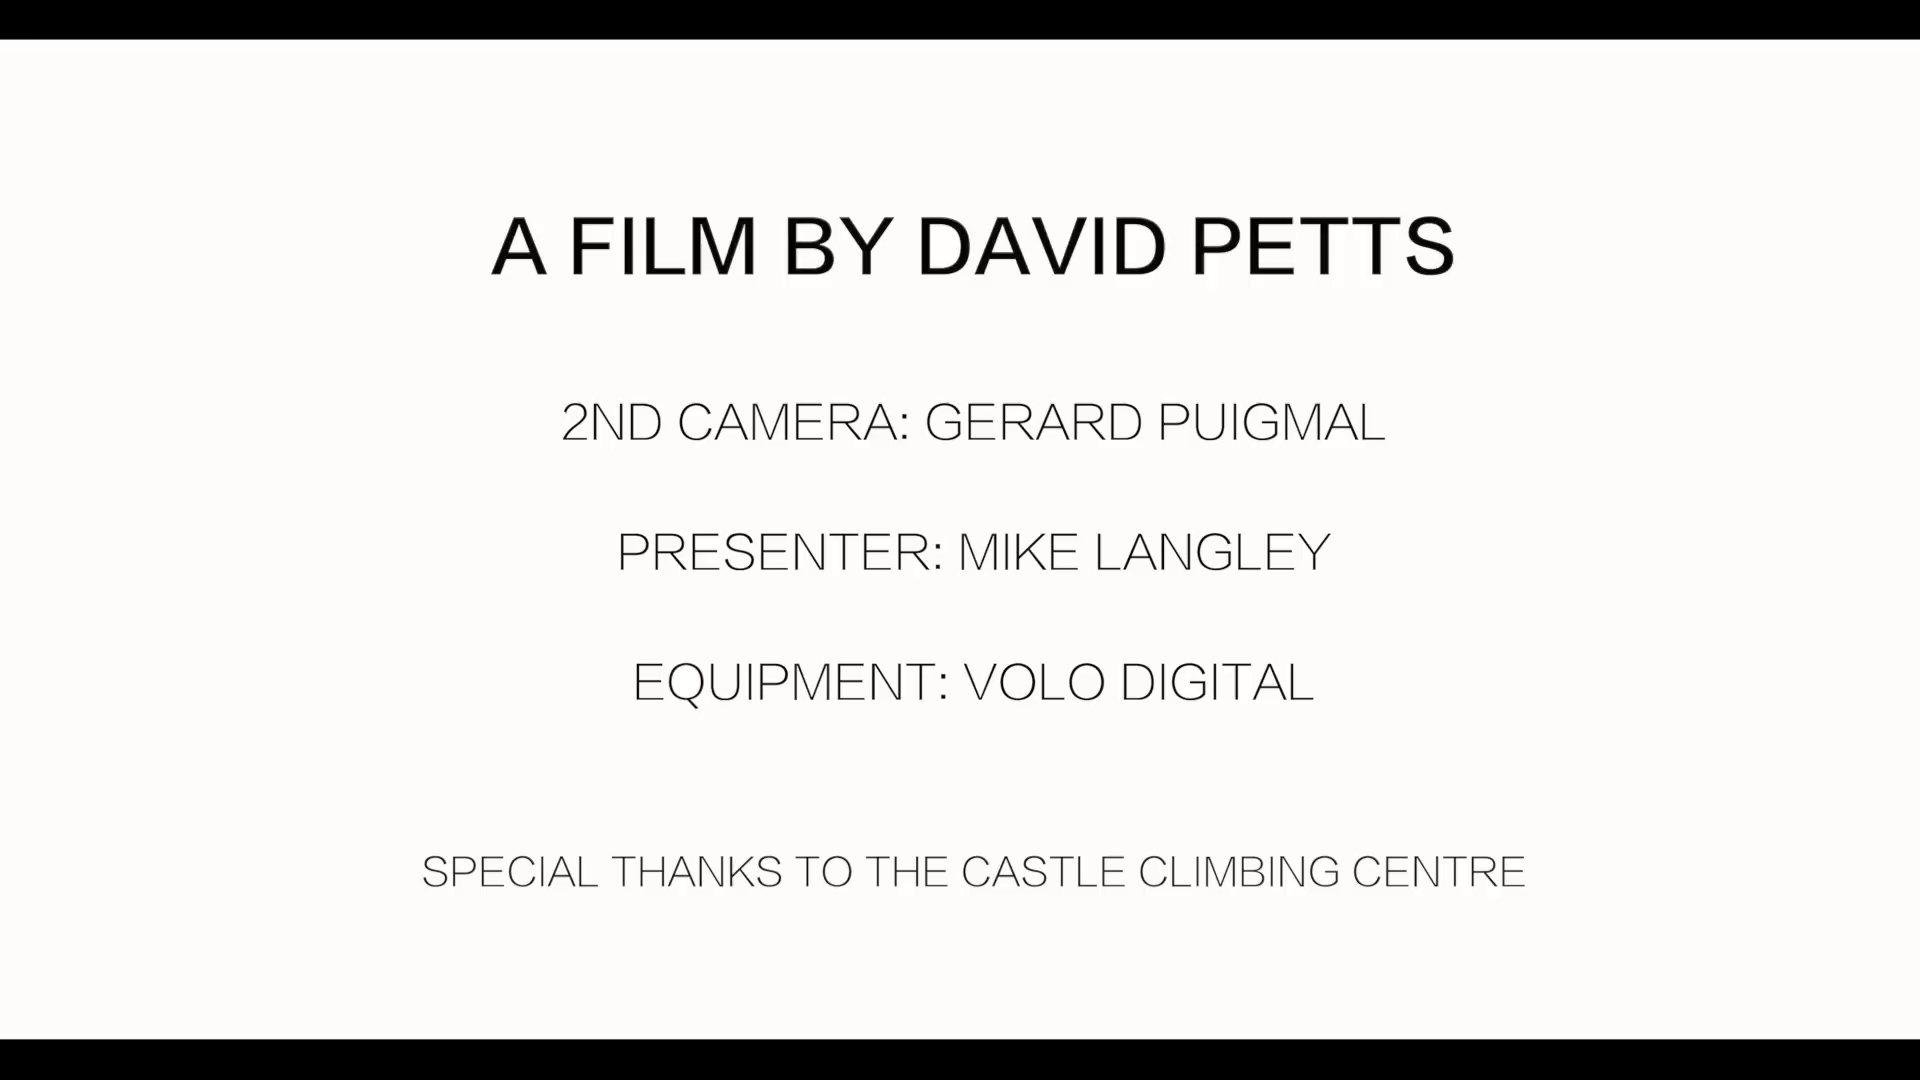 A FILM BY DAVID PETTS
2ND CAMERA: GERARD PUIGMAL
PRESENTER: MIKE LANGLEY
EQUIPMENT: VOLO DIGITAL
SPECIAL THANKS TO THE CASTLE CLIMBING CENTRE